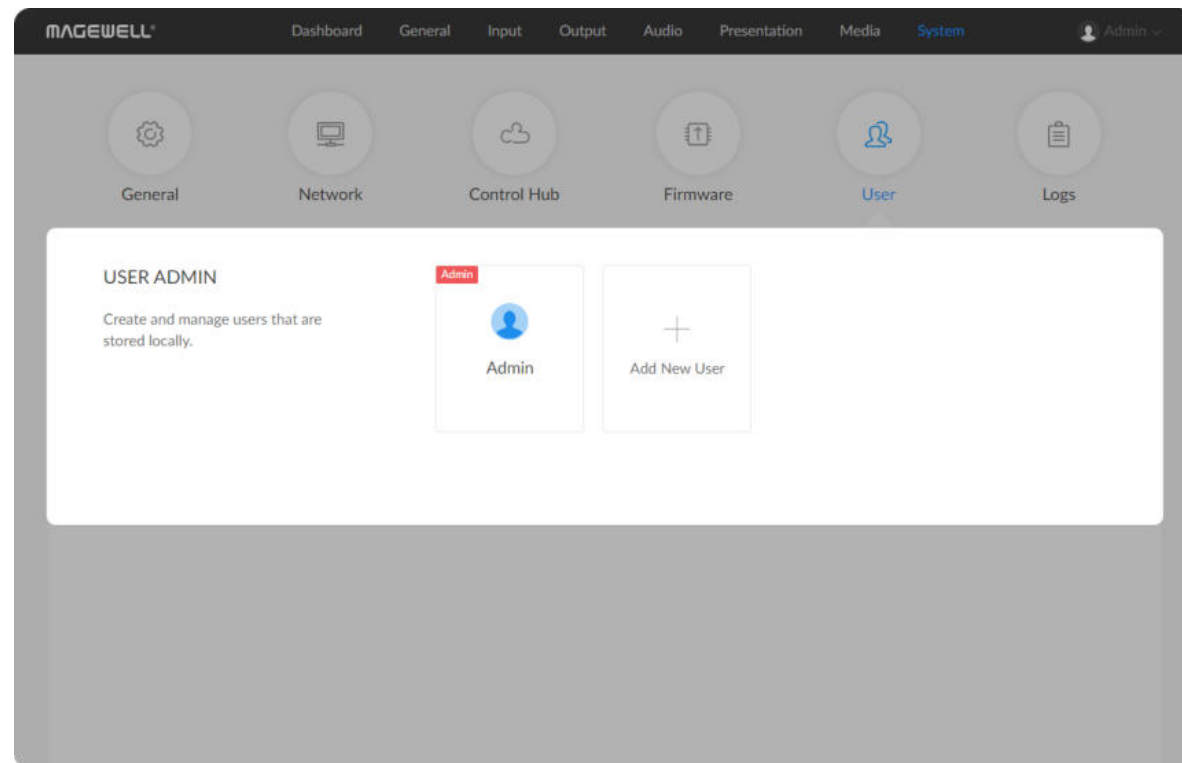 MAGEWELL®
Dashboard General Input Output Audio Presentation Media System Admin
General Network Control Hub Firmware User Logs
USER ADMIN
Create and manage users that are
stored locally.
Admin
Admin
Add New User